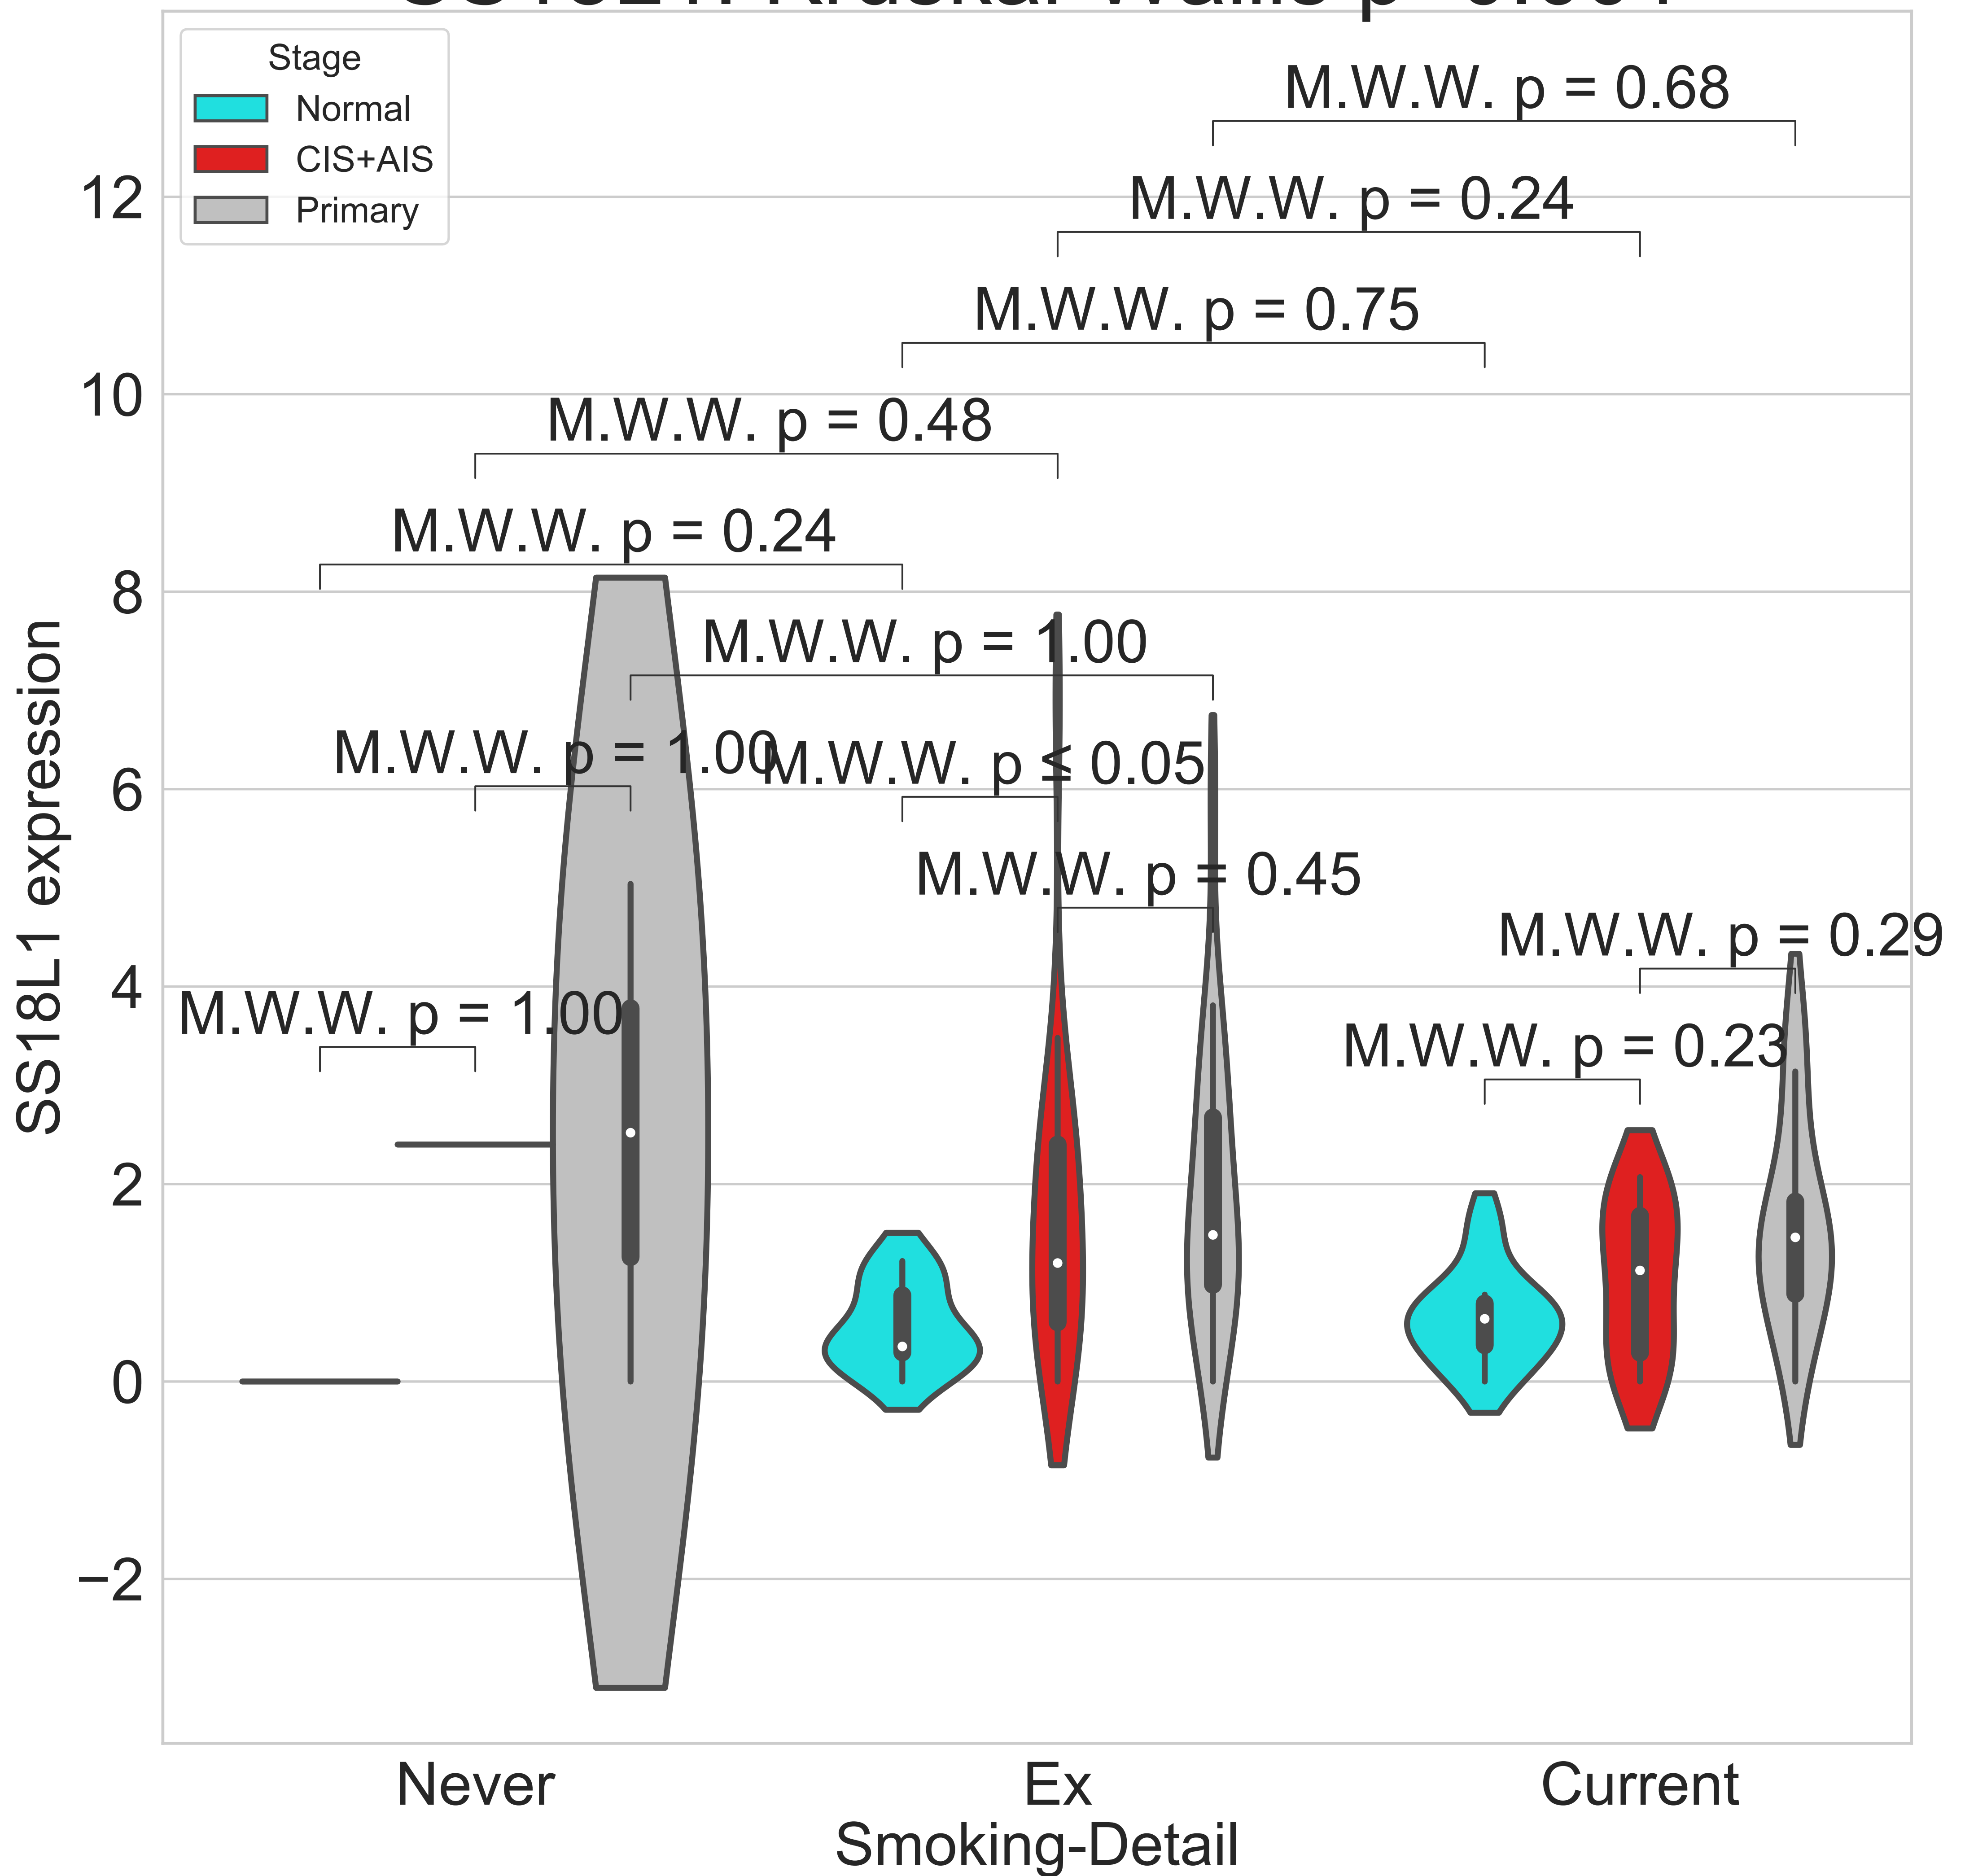 Stage
Normal
CIS+AIS
Primary
M.W.W. p = 0.68
M.W.W. p = 0.24
M.W.W. p = 0.75
M.W.W. p = 0.48
M.W.W. p = 0.24
M.W.W. p = 1.00
M.W.W. p = 1.00
M.W.W. p ≤ 0.05
M.W.W. p = 0.45
M.W.W. p = 0.29
M.W.W. p = 1.00
M.W.W. p = 0.23
12
10
8
6
4
2
0
−2
SS18L1 expression
Never
Ex
Current
Smoking-Detail